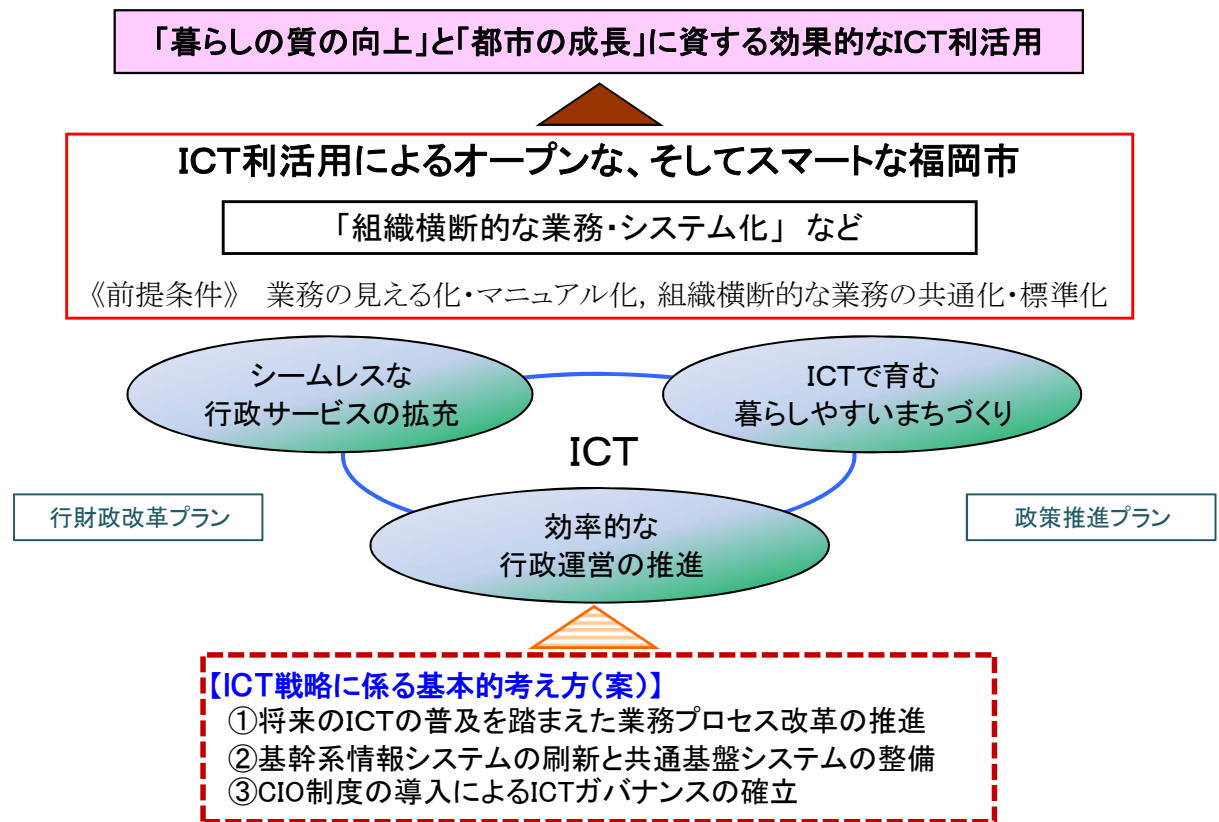 「暮らしの質の向上」と「都市の成長」に資する効果的なICT利活用
ICT利活用によるオープンな、そしてスマートな福岡市
「組織横断的な業務・システム化」 など
《前提条件》 業務の見える化・マニュアル化, 組織横断的な業務の共通化・標準化
シームレスな
行政サービスの拡充
ICTで育む
暮らしやすいまちづくり
ICT
行財政改革プラン
政策推進プラン
効率的な
行政運営の推進
【ICT戦略に係る基本的考え方(案)】
①将来のICTの普及を踏まえた業務プロセス改革の推進
②基幹系情報システムの刷新と共通基盤システムの整備
③CIO制度の導入によるICTガバナンスの確立